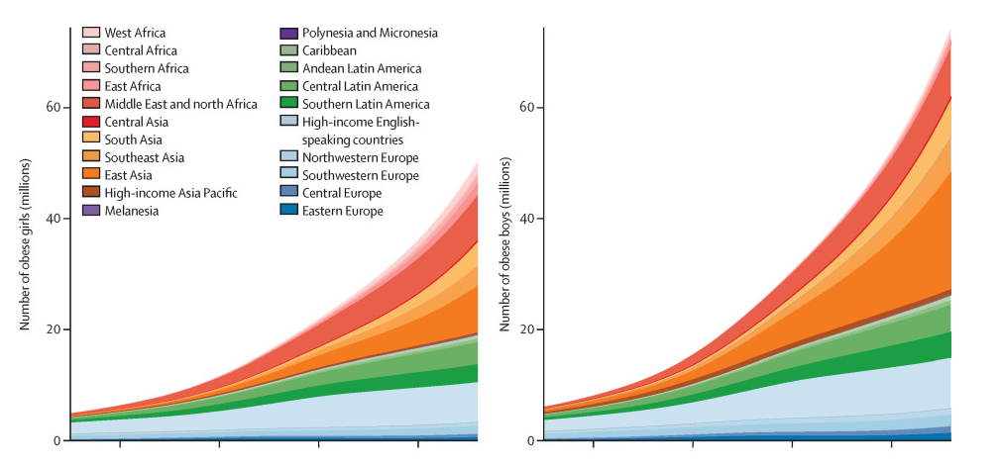 West Africa
Central Africa
Southern Africa
East Africa
Middle East and north Africa
Central Asia
South Asia
Southeast Asia
East Asia
High-income Asia Pacific
Melanesia
Polynesia and Micronesia
Caribbean
Andean Latin America
Central Latin America
Southern Latin America
High-income English-
speaking countries
Northwestern Europe
Southwestern Europe
Central Europe
Eastern Europe
Number of obese girls (millions)
60
40
20
0
Number of obese boys (millions)
60
40
20
0